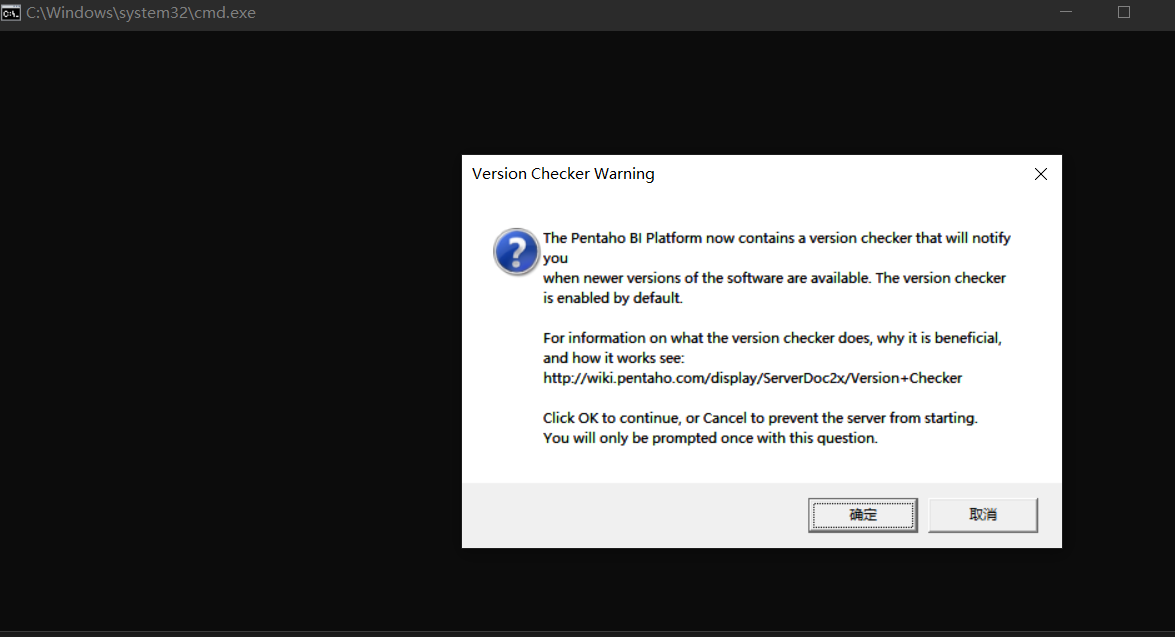 C:\Windows\system32\cmd.exe
Version Checker Warning
The Pentaho BI Platform now contains a version checker that will notify
you
when newer versions of the software are available. The version checker
is enabled by default.
For information on what the version checker does, why it is beneficial,
and how it works see:
http://wiki.pentaho.com/display/ServerDoc2x/Version+Checker
Click OK to continue, or Cancel to prevent the server from starting.
You will only be prompted once with this question.
确定 取消